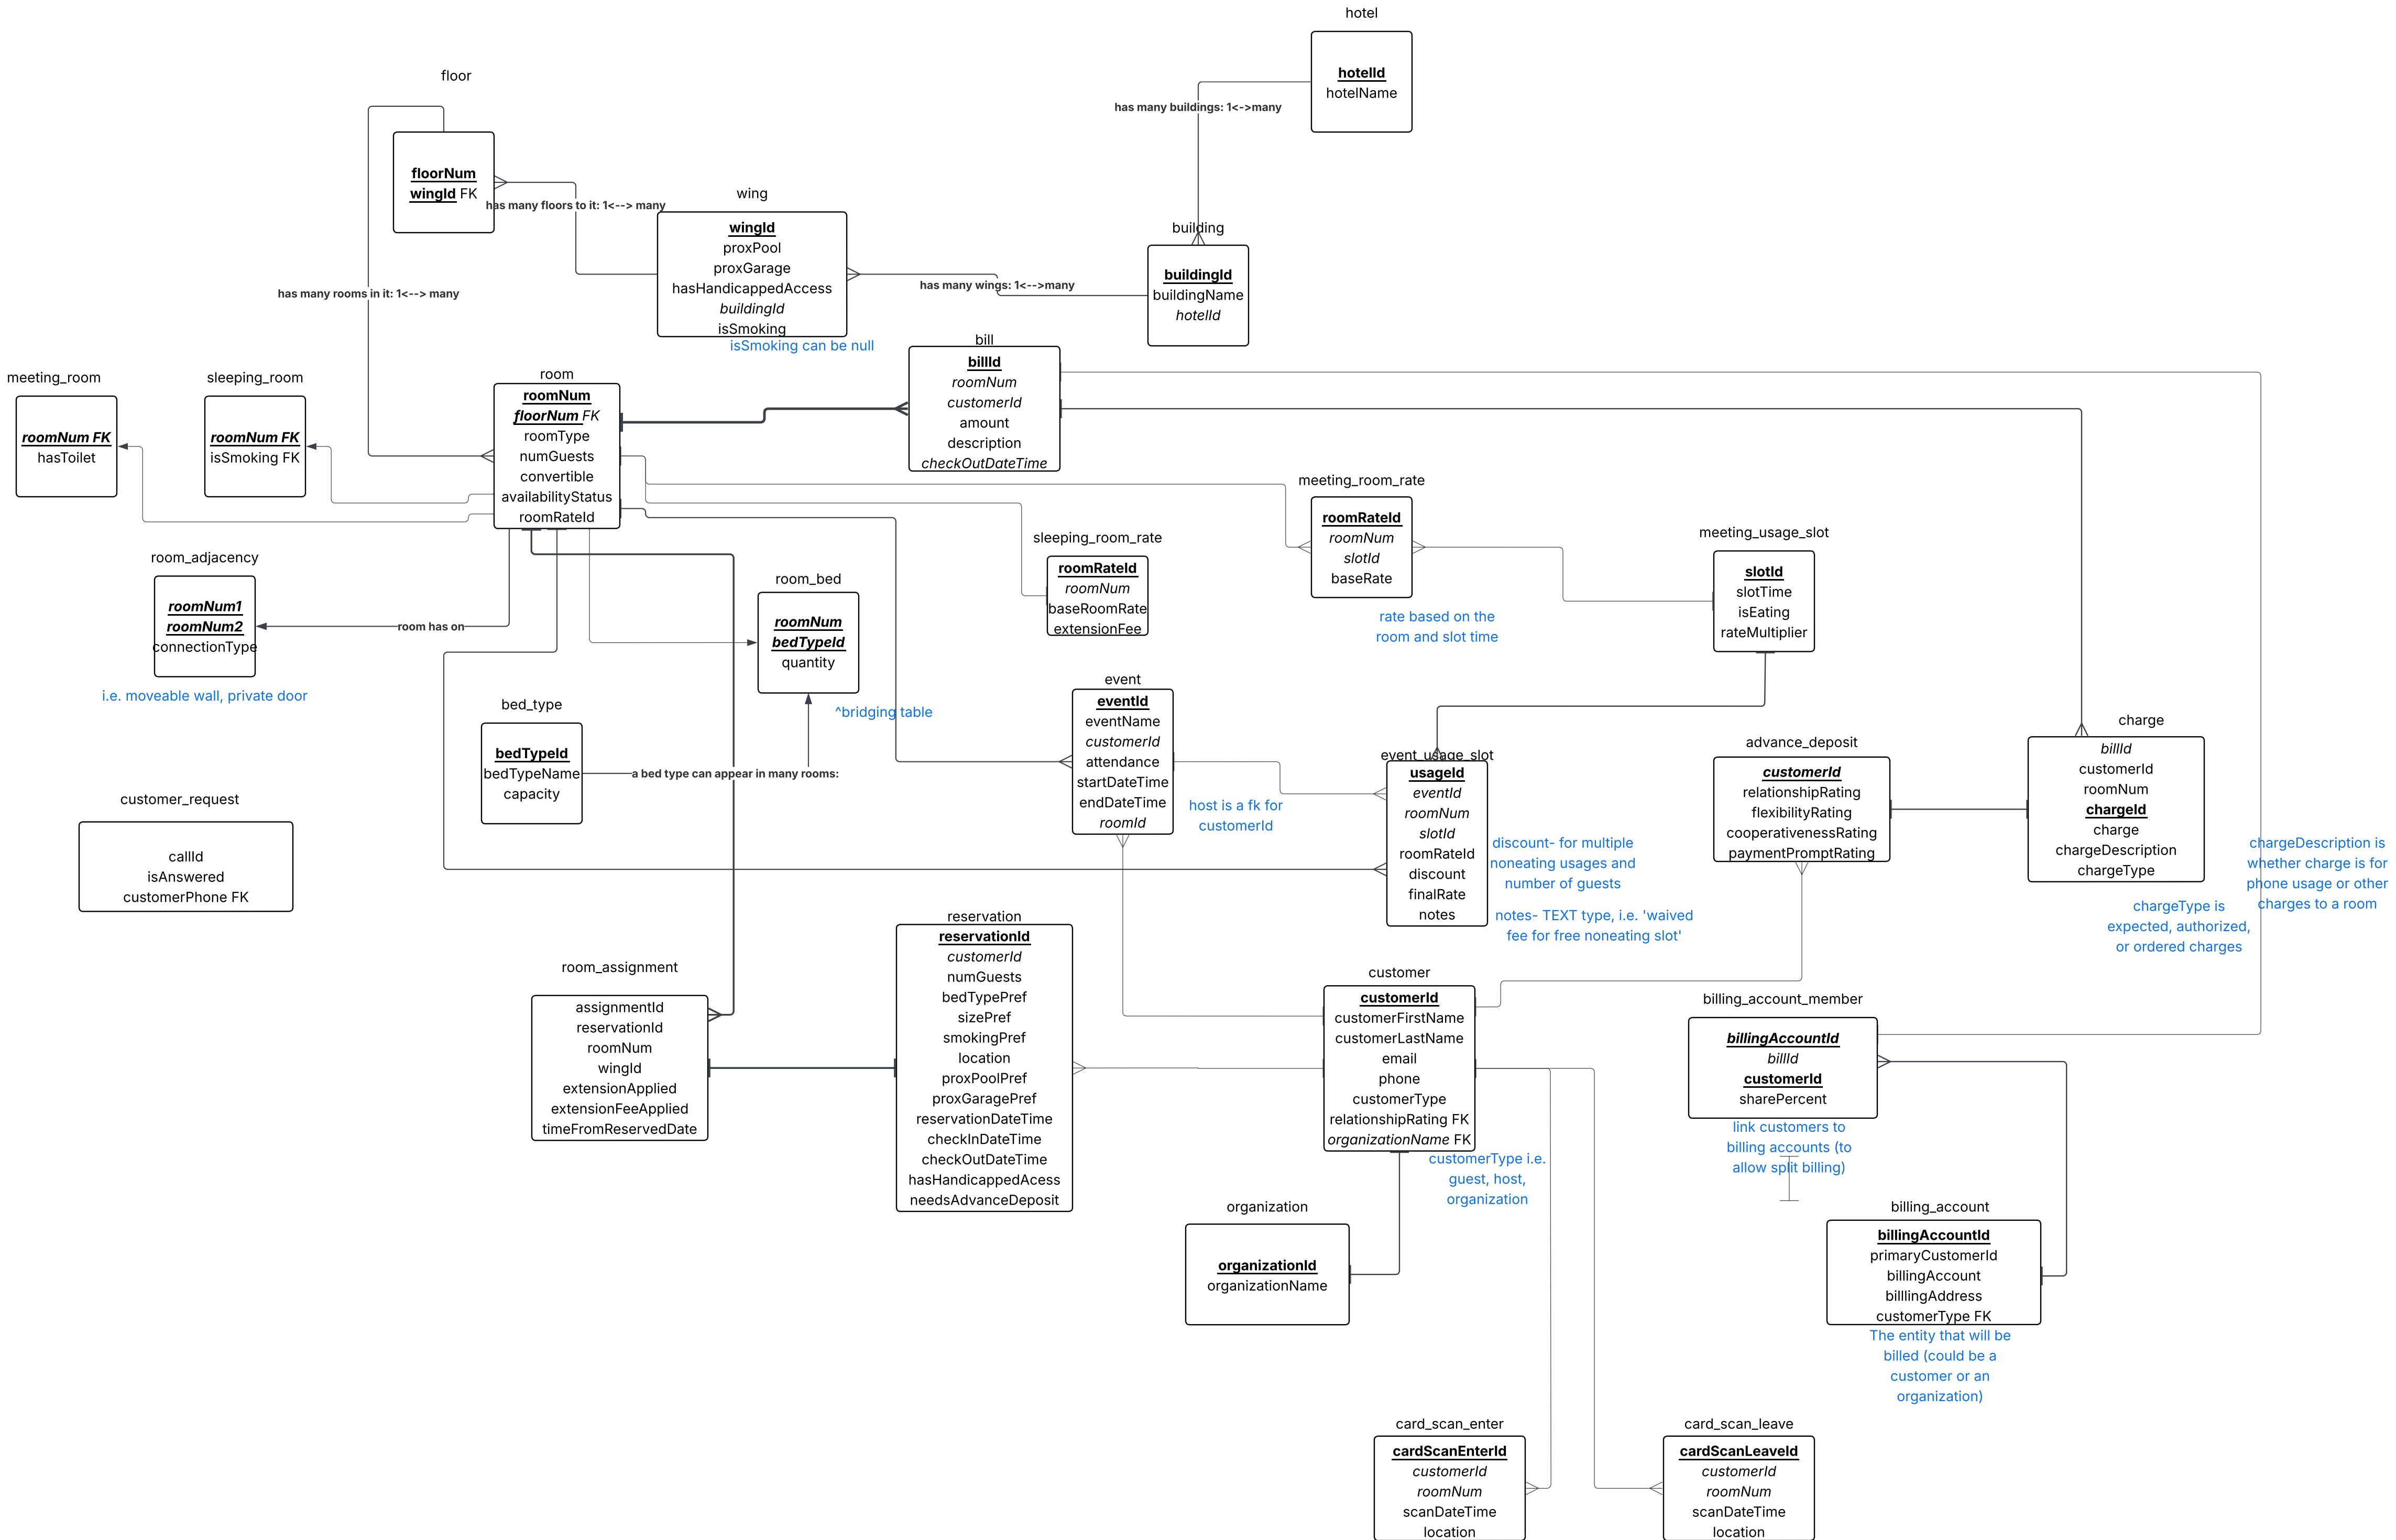 hotel
hotelId
hotelName
has many buildings: 1<->many
floor
floorNum
wingId FK
has many floors to it: 1<--> many
has many rooms in it: 1<--> many
wing
wingId
proxPool
proxGarage
hasHandicappedAccess
buildingId
isSmoking
isSmoking can be null
has many wings: 1<-->many
building
buildingId
buildingName
hotelId
bill
billId
roomNum
customerId
amount
description
checkOutDateTime
meeting_room
roomNum FK
hasToilet
sleeping_room
roomNum FK
isSmoking FK
room
roomNum
floorNum FK
roomType
numGuests
convertible
availabilityStatus
roomRateId
meeting_room_rate
roomRateId
roomNum
slotId
baseRate
rate based on the
room and slot time
sleeping_room_rate
roomRateId
roomNum
baseRoomRate
extensionFee
meeting_usage_slot
slotId
slotTime
isEating
rateMultiplier
room_adjacency
roomNum1
roomNum2
connectionType
room has on
i.e. moveable wall, private door
room_bed
roomNum
bedTypeId
quantity
^bridging table
bed_type
bedTypeId
bedTypeName
capacity
a bed type can appear in many rooms:
event
eventId
eventName
customerId
attendance
startDateTime
endDateTime
roomId
host is a fk for
customerId
event_usage_slot
usageId
eventId
roomNum
slotId
roomRateId
discount
finalRate
notes
discount- for multiple
noneating usages and
number of guests
notes- TEXT type, i.e. 'waived
fee for free noneating slot'
advance_deposit
customerId
relationshipRating
flexibilityRating
cooperativenessRating
paymentPromptRating
charge
billId
customerId
roomNum
chargeId
charge
chargeDescription
chargeType
chargeDescription is
whether charge is for
phone usage or other
charges to a room
chargeType is
expected, authorized,
or ordered charges
customer_request
callId
isAnswered
customerPhone FK
room_assignment
assignmentId
reservationId
roomNum
wingId
extensionApplied
extensionFeeApplied
timeFromReservedDate
reservation
reservationId
customerId
numGuests
bedTypePref
sizePref
smokingPref
location
proxPoolPref
proxGaragePref
reservationDateTime
checkInDateTime
checkOutDateTime
hasHandicappedAcess
needsAdvanceDeposit
customer
customerId
customerFirstName
customerLastName
email
phone
customerType
relationshipRating FK
organizationName FK
customerType i.e.
guest, host,
organization
billing_account_member
billingAccountId
billId
customerId
sharePercent
link customers to
billing accounts (to
allow split billing)
organization
organizationId
organizationName
billing_account
billingAccountId
primaryCustomerId
billingAccount
billlingAddress
customerType FK
The entity that will be
billed (could be a
customer or an
organization)
card_scan_enter
cardScanEnterId
customerId
roomNum
scanDateTime
location
card_scan_leave
cardScanLeaveId
customerId
roomNum
scanDateTime
location